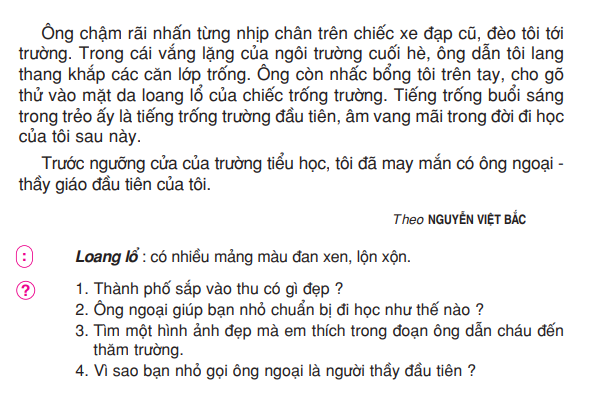 Ông chậm rãi nhấn từng nhịp chân trên chiếc xe đạp cũ, đèo tôi tới
trường. Trong cái vắng lặng của ngôi trường cuối hè, ông dẫn tôi lang
thang khắp các căn lớp trống. Ông còn nhấc bổng tôi trên tay, cho gõ
thử vào mặt da loang lổ của chiếc trống trường. Tiếng trống buổi sáng
trong trẻo ấy là tiếng trống trường đầu tiên, âm vang mãi trong đời đi học
của tôi sau này.
Trước ngưỡng cửa của trường tiểu học, tôi đã may mắn có ông ngoại -
thầy giáo đầu tiên của tôi.
Theo NGUYỄN VIỆT BẮC
: Loang lổ : có nhiều mảng màu đan xen, lộn xộn.
? 1. Thành phố sắp vào thu có gì đẹp ?
2. Ông ngoại giúp bạn nhỏ chuẩn bị đi học như thế nào ?
3. Tìm một hình ảnh đẹp mà em thích trong đoạn ông dẫn cháu đến
thăm trường.
4. Vì sao bạn nhỏ gọi ông ngoại là người thầy đầu tiên ?